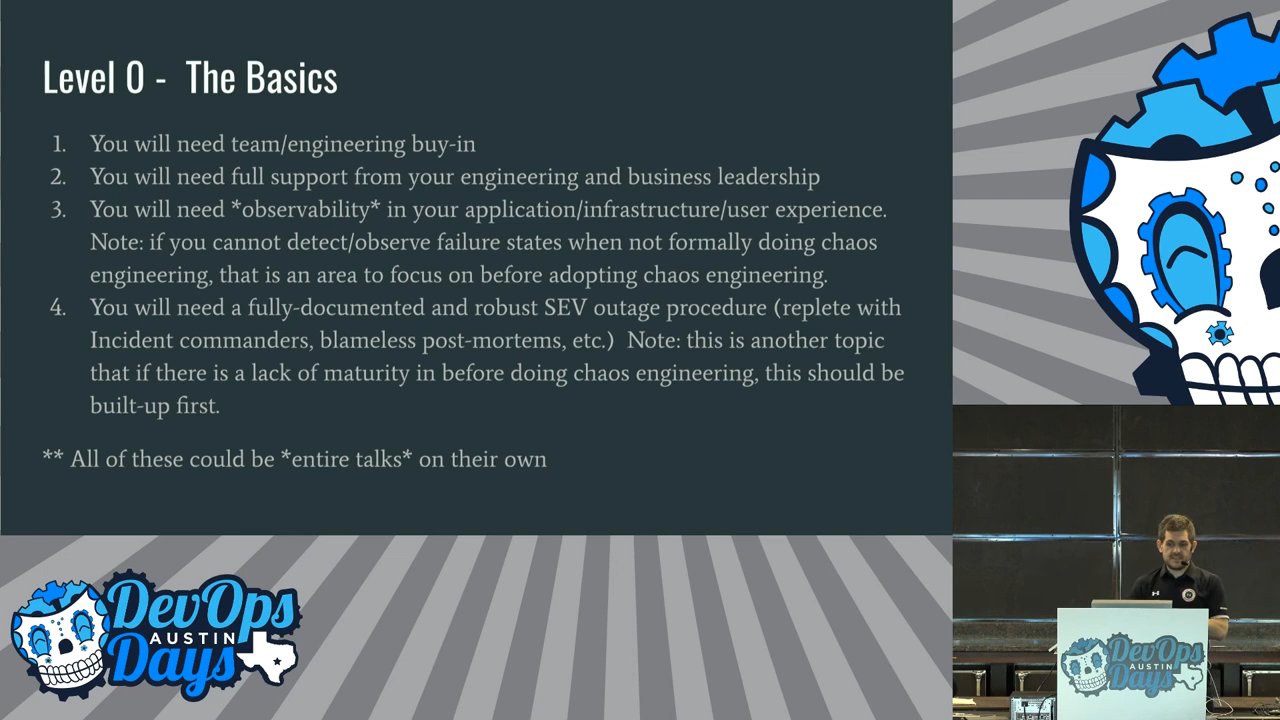 Level 0 -  The Basics
1. You will need team/engineering buy-in
2. You will need full support from your engineering and business leadership
3. You will need *observability* in your application/infrastructure/user experience.
Note: if you cannot detect/observe failure states when not formally doing chaos
engineering, that is an area to focus on before adopting chaos engineering.
4. You will need a fully-documented and robust SEV outage procedure (replete with
Incident commanders, blameless post-mortems, etc.)  Note: this is another topic
that if there is a lack of maturity in before doing chaos engineering, this should be
built-up first.
** All of these could be *entire talks* on their own
DevOps
AUSTIN
Days
DevOps
AUSTIN
Days